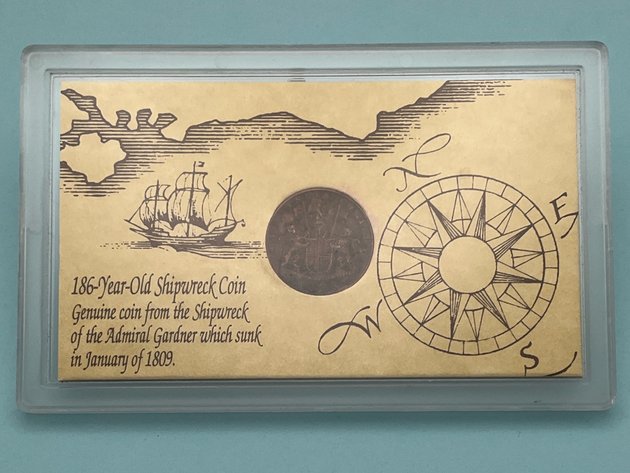 N
E
186-Year-Old Shipwreck Coin
Genuine coin from the Shipwreck
of the Admiral Gardner which sunk
in January of 1809.
W
S